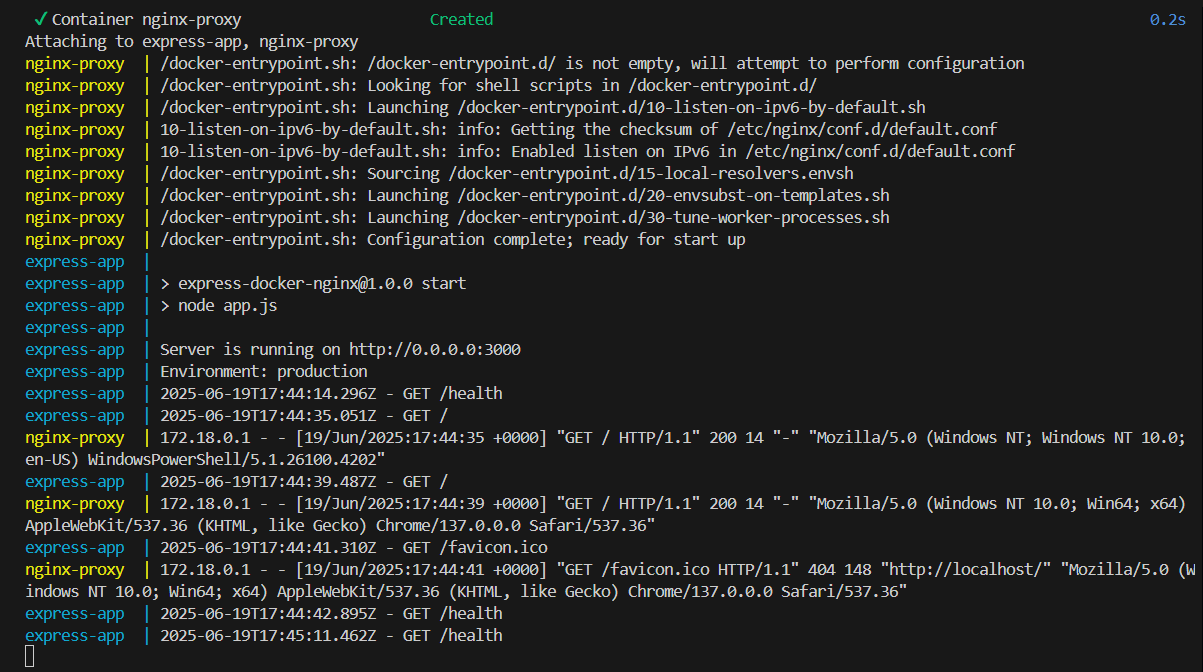 ✓ Container nginx-proxy Created 0.2s
Attaching to express-app, nginx-proxy
nginx-proxy | /docker-entrypoint.sh: /docker-entrypoint.d/ is not empty, will attempt to perform configuration
nginx-proxy | /docker-entrypoint.sh: Looking for shell scripts in /docker-entrypoint.d/
nginx-proxy | /docker-entrypoint.sh: Launching /docker-entrypoint.d/10-listen-on-ipv6-by-default.sh
nginx-proxy | 10-listen-on-ipv6-by-default.sh: info: Getting the checksum of /etc/nginx/conf.d/default.conf
nginx-proxy | 10-listen-on-ipv6-by-default.sh: info: Enabled listen on IPv6 in /etc/nginx/conf.d/default.conf
nginx-proxy | /docker-entrypoint.sh: Sourcing /docker-entrypoint.d/15-local-resolvers.envsh
nginx-proxy | /docker-entrypoint.sh: Launching /docker-entrypoint.d/20-envsubst-on-templates.sh
nginx-proxy | /docker-entrypoint.sh: Launching /docker-entrypoint.d/30-tune-worker-processes.sh
nginx-proxy | /docker-entrypoint.sh: Configuration complete; ready for start up
express-app |
express-app | > express-docker-nginx@1.0.0 start
express-app | > node app.js
express-app |
express-app | Server is running on http://0.0.0.0:3000
express-app | Environment: production
express-app | 2025-06-19T17:44:14.296Z - GET /health
express-app | 2025-06-19T17:44:35.051Z - GET /
nginx-proxy | 172.18.0.1 - - [19/Jun/2025:17:44:35 +0000] "GET / HTTP/1.1" 200 14 "-" "Mozilla/5.0 (Windows NT; Windows NT 10.0;
en-US) WindowsPowerShell/5.1.26100.4202"
express-app | 2025-06-19T17:44:39.487Z - GET /
nginx-proxy | 172.18.0.1 - - [19/Jun/2025:17:44:39 +0000] "GET / HTTP/1.1" 200 14 "-" "Mozilla/5.0 (Windows NT 10.0; Win64; x64)
AppleWebKit/537.36 (KHTML, like Gecko) Chrome/137.0.0.0 Safari/537.36"
express-app | 2025-06-19T17:44:41.310Z - GET /favicon.ico
nginx-proxy | 172.18.0.1 - - [19/Jun/2025:17:44:41 +0000] "GET /favicon.ico HTTP/1.1" 404 148 "http://localhost/" "Mozilla/5.0 (W
indows NT 10.0; Win64; x64) AppleWebKit/537.36 (KHTML, like Gecko) Chrome/137.0.0.0 Safari/537.36"
express-app | 2025-06-19T17:44:42.895Z - GET /health
express-app | 2025-06-19T17:45:11.462Z - GET /health